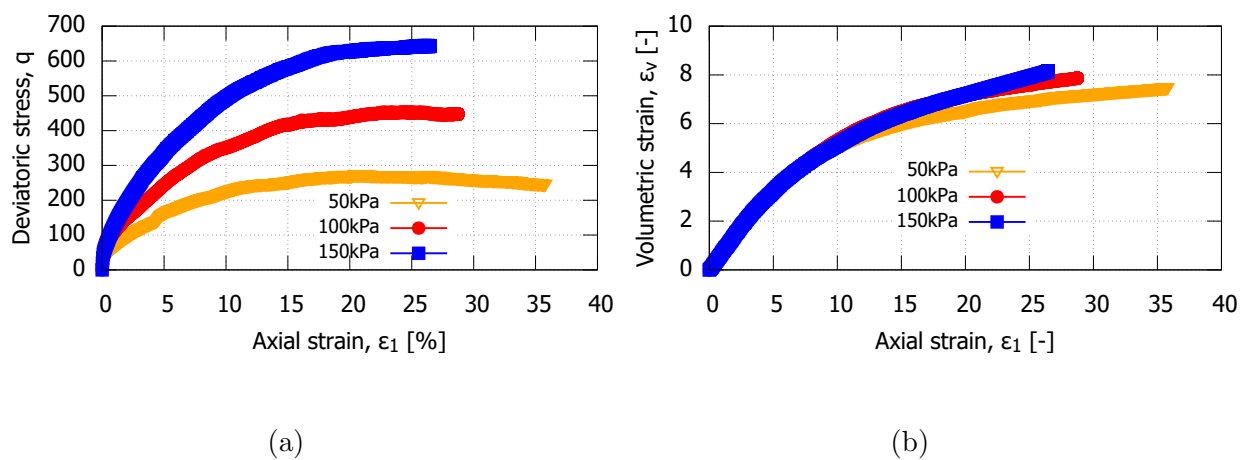 Deviatoric stress, q
700
600
500
400
300
200
100
0
50kPa
100kPa
150kPa
0 5 10 15 20 25 30 35 40
Axial strain, ε1 [%]
(a)
Volumetric strain, εv [-]
10
8
6
4
2
0
50kPa
100kPa
150kPa
0 5 10 15 20 25 30 35 40
Axial strain, ε1 [-]
(b)